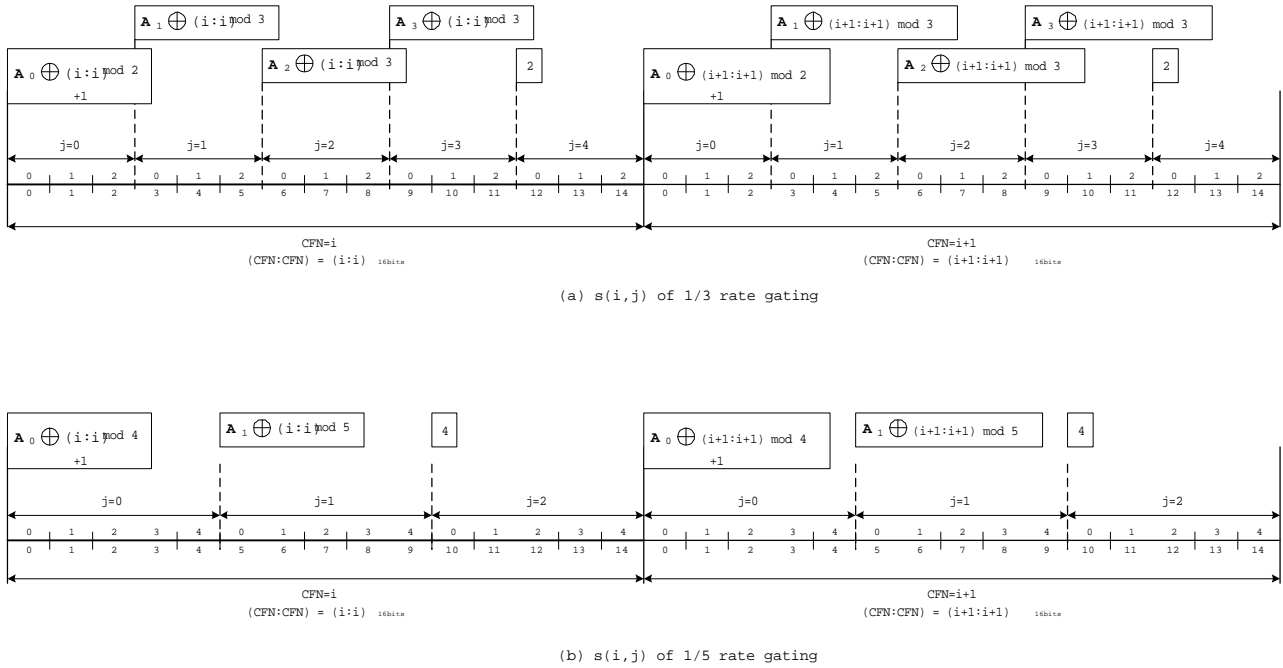 A 1 ⊕ (i:i) mod 3 A 3 ⊕ (i:i) mod 3 A 1 ⊕ (i+1:i+1) mod 3 A 3 ⊕ (i+1:i+1) mod 3
A 0 ⊕ (i:i) mod 2 A 2 ⊕ (i:i) mod 3 2 A 0 ⊕ (i+1:i+1) mod 2 A 2 ⊕ (i+1:i+1) mod 3 2
+1 +1
j=0 j=1 j=2 j=3 j=4 j=0 j=1 j=2 j=3 j=4
0 1 2 0 1 2 0 1 2 0 1 2 0 1 2 0 1 2 0 1 2 0 1 2 0 1 2 0 1 2
0 1 2 3 4 5 6 7 8 9 10 11 12 13 14 0 1 2 3 4 5 6 7 8 9 10 11 12 13 14
CFN=i CFN=i+1
(CFN:CFN) = (i:i) 16bits (CFN:CFN) = (i+1:i+1) 16bits
(a) s(i,j) of 1/3 rate gating
A 0 ⊕ (i:i) mod 4 A 1 ⊕ (i:i) mod 5 4 A 0 ⊕ (i+1:i+1) mod 4 A 1 ⊕ (i+1:i+1) mod 5 4
+1 +1
j=0 j=1 j=2 j=0 j=1 j=2
0 1 2 3 4 0 1 2 3 4 0 1 2 3 4 0 1 2 3 4 0 1 2 3 4 0 1 2 3 4
0 1 2 3 4 5 6 7 8 9 10 11 12 13 14 0 1 2 3 4 5 6 7 8 9 10 11 12 13 14
CFN=i CFN=i+1
(CFN:CFN) = (i:i) 16bits (CFN:CFN) = (i+1:i+1) 16bits
(b) s(i,j) of 1/5 rate gating